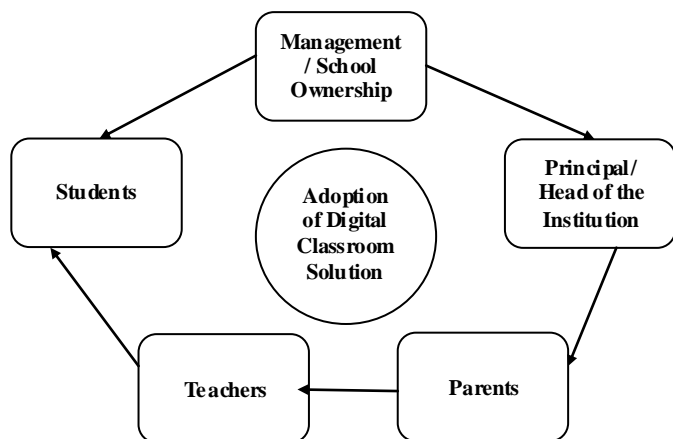 Management
/ School
Ownership
Students
Principal/
Head of the
Institution
Adoption
of Digital
Classroom
Solution
Teachers
Parents